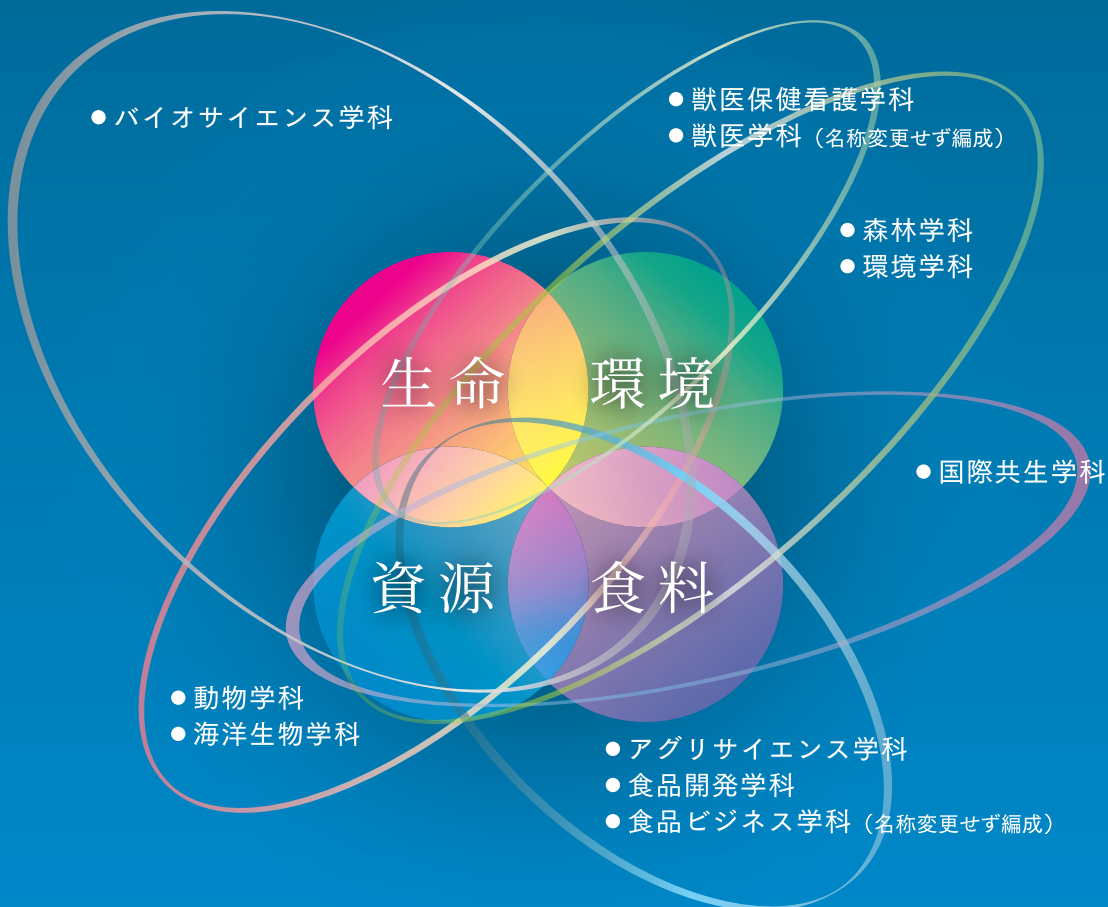 ● バイオサイエンス学科
● 獣医保健看護学科
● 獣医学科（名称変更せず編成）
● 森林学科
● 環境学科
生命
環境
● 国際共生学科
資源
食料
● 動物学科
● 海洋生物学科
● アグリサイエンス学科
● 食品開発学科
● 食品ビジネス学科（名称変更せず編成）